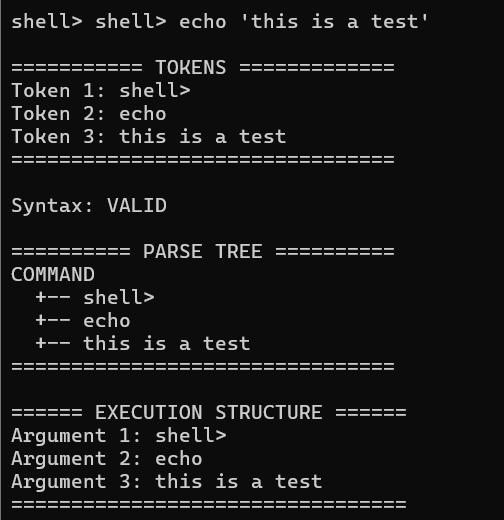 shell> shell> echo 'this is a test'
=========== TOKENS =============
Token 1: shell>
Token 2: echo
Token 3: this is a test
================================
Syntax: VALID
========== PARSE TREE ==========
COMMAND
  +-- shell>
  +-- echo
  +-- this is a test
================================
====== EXECUTION STRUCTURE ======
Argument 1: shell>
Argument 2: echo
Argument 3: this is a test
=================================